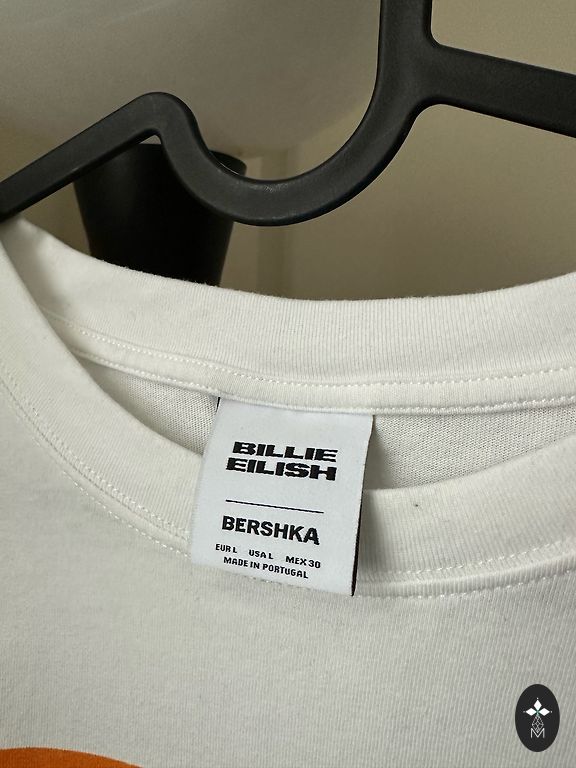 BILLIE
EILISH
BERSHKA
EUR L USA L MEX 30
MADE IN PORTUGAL
M